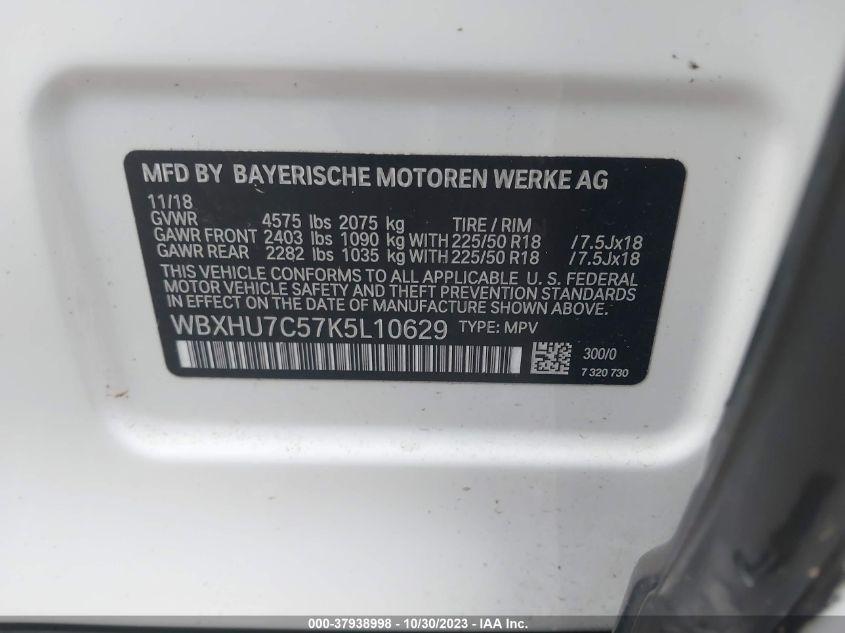 MFD BY BAYERISCHE MOTOREN WERKE AG
11/18
GVWR 4575 lbs 2075 kg TIRE / RIM
GAWR FRONT 2403 lbs 1090 kg WITH 225/50 R18 /7.5Jx18
GAWR REAR 2282 lbs 1035 kg WITH 225/50 R18 /7.5Jx18
THIS VEHICLE CONFORMS TO ALL APPLICABLE U. S. FEDERAL
MOTOR VEHICLE SAFETY AND THEFT PREVENTION STANDARDS
IN EFFECT ON THE DATE OF MANUFACTURE SHOWN ABOVE.
WBXHU7C57K5L10629 TYPE: MPV
300/0
7 320 730
000-37938998 | 10/30/2023 | IAA Inc.